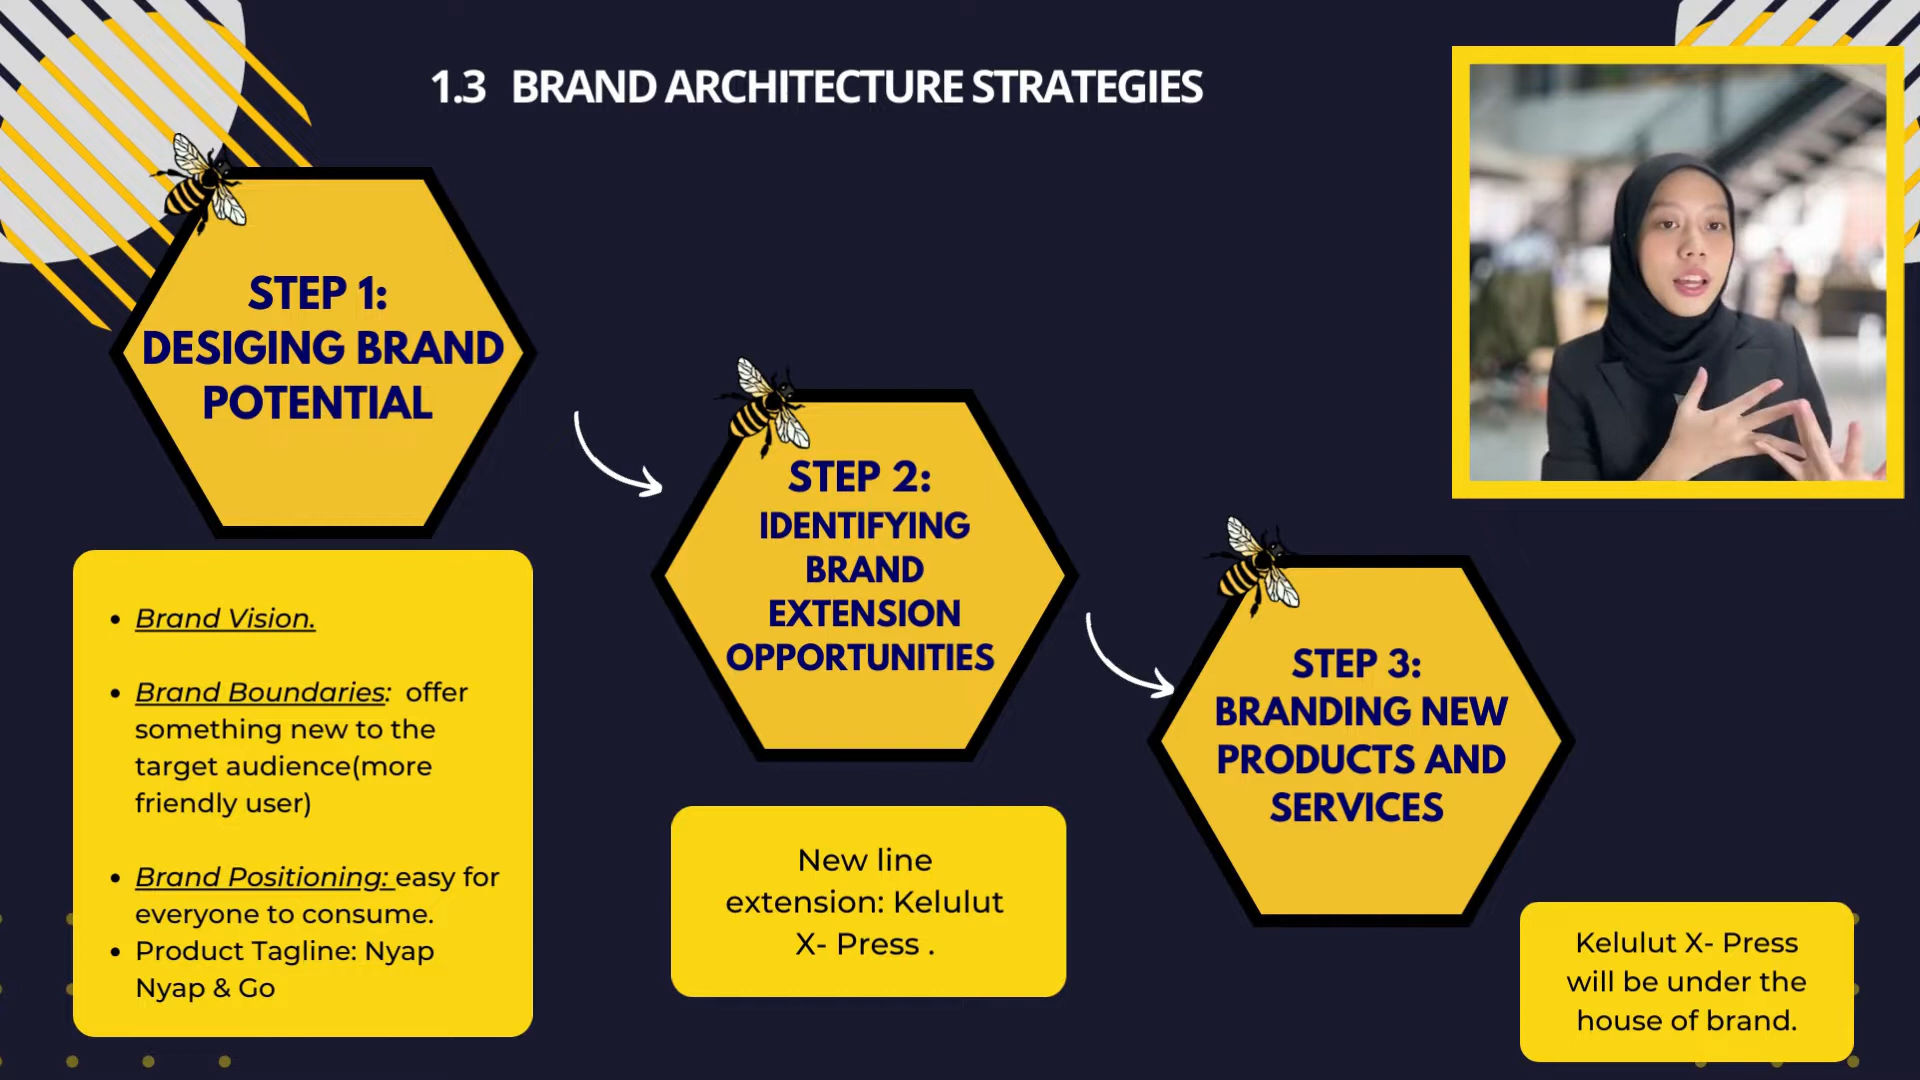 1.3 BRAND ARCHITECTURE STRATEGIES
STEP 1:
DESIGING BRAND
POTENTIAL
• Brand Vision.
• Brand Boundaries: offer
something new to the
target audience(more
friendly user)
• Brand Positioning: easy for
everyone to consume.
• Product Tagline: Nyap
Nyap & Go
STEP 2:
IDENTIFYING
BRAND
EXTENSION
OPPORTUNITIES
New line
extension: Kelulut
X- Press .
STEP 3:
BRANDING NEW
PRODUCTS AND
SERVICES
Kelulut X- Press
will be under the
house of brand.